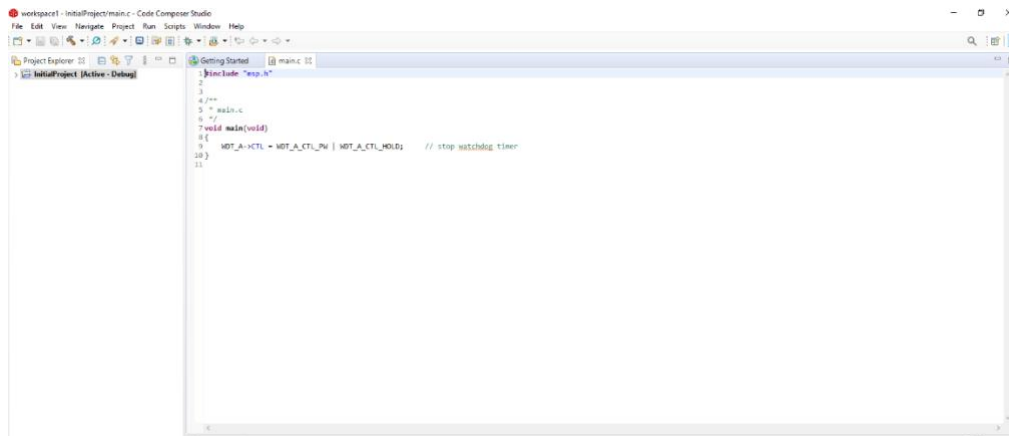 workspace1 - InitialProject/main.c - Code Composer Studio
File Edit View Navigate Project Run Scripts Window Help
Project Explorer
InitialProject [Active - Debug]
Getting Started main.c
1 #include "msp.h"
2
3
4 /**
5 * main.c
6 */
7 void main(void)
8 {
9 WDT_A->CTL = WDT_A_CTL_PW | WDT_A_CTL_HOLD; // stop watchdog timer
10 }
11